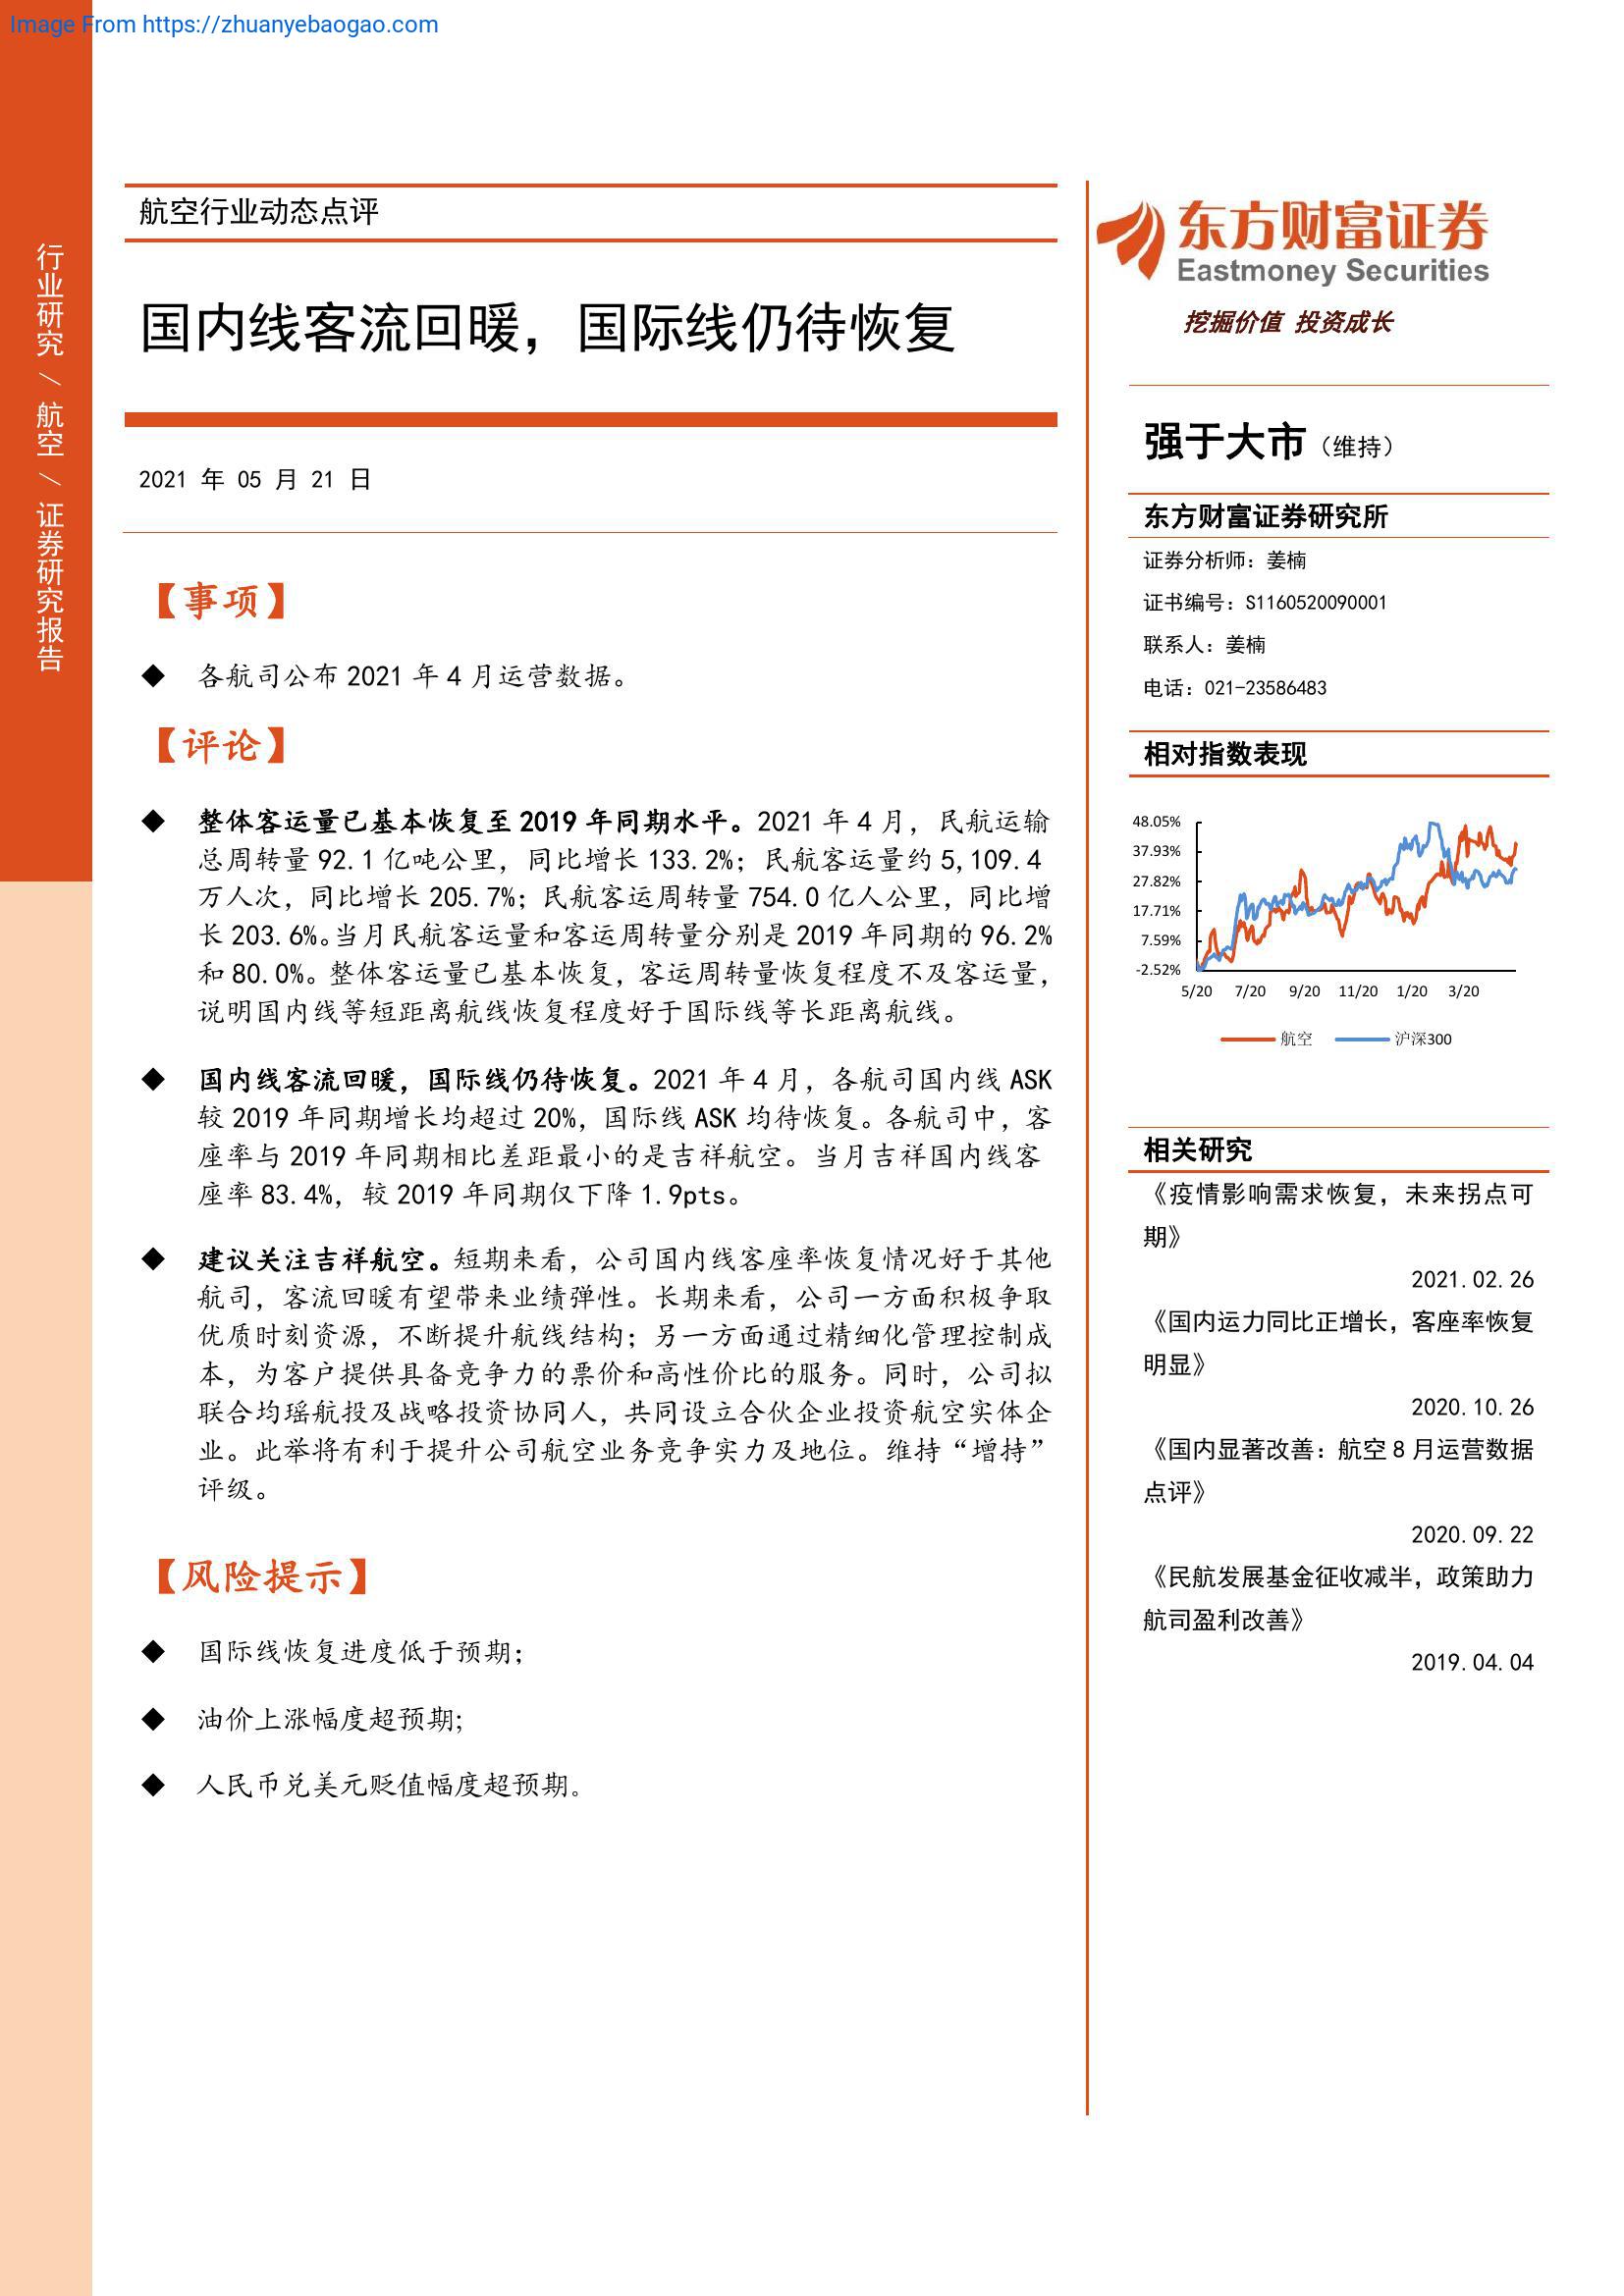 Image From https://zhuanyebaogao.com
行业研究／航空／证券研究报告
航空行业动态点评
国内线客流回暖，国际线仍待恢复
2021 年 05 月 21 日
【事项】
◆ 各航司公布 2021 年 4 月运营数据。
【评论】
◆ 整体客运量已基本恢复至 2019 年同期水平。2021 年 4 月，民航运输
总周转量 92.1 亿吨公里，同比增长 133.2%；民航客运量约 5,109.4
万人次，同比增长 205.7%；民航客运周转量 754.0 亿人公里，同比增
长 203.6%。当月民航客运量和客运周转量分别是 2019 年同期的 96.2%
和 80.0%。整体客运量已基本恢复，客运周转量恢复程度不及客运量，
说明国内线等短距离航线恢复程度好于国际线等长距离航线。
◆ 国内线客流回暖，国际线仍待恢复。2021 年 4 月，各航司国内线 ASK
较 2019 年同期增长均超过 20%，国际线 ASK 均待恢复。各航司中，客
座率与 2019 年同期相比差距最小的是吉祥航空。当月吉祥国内线客
座率 83.4%，较 2019 年同期仅下降 1.9pts。
◆ 建议关注吉祥航空。短期来看，公司国内线客座率恢复情况好于其他
航司，客流回暖有望带来业绩弹性。长期来看，公司一方面积极争取
优质时刻资源，不断提升航线结构；另一方面通过精细化管理控制成
本，为客户提供具备竞争力的票价和高性价比的服务。同时，公司拟
联合均瑶航投及战略投资协同人，共同设立合伙企业投资航空实体企
业。此举将有利于提升公司航空业务竞争实力及地位。维持“增持”
评级。
【风险提示】
◆ 国际线恢复进度低于预期；
◆ 油价上涨幅度超预期；
◆ 人民币兑美元贬值幅度超预期。
东方财富证券
Eastmoney Securities
挖掘价值 投资成长
强于大市（维持）
东方财富证券研究所
证券分析师：姜楠
证书编号：S1160520090001
联系人：姜楠
电话：021-23586483
相对指数表现
48.05%
37.93%
27.82%
17.71%
7.59%
-2.52%
5/20 7/20 9/20 11/20 1/20 3/20
航空 沪深300
相关研究
《疫情影响需求恢复，未来拐点可
期》
2021.02.26
《国内运力同比正增长，客座率恢复
明显》
2020.10.26
《国内显著改善：航空 8 月运营数据
点评》
2020.09.22
《民航发展基金征收减半，政策助力
航司盈利改善》
2019.04.04